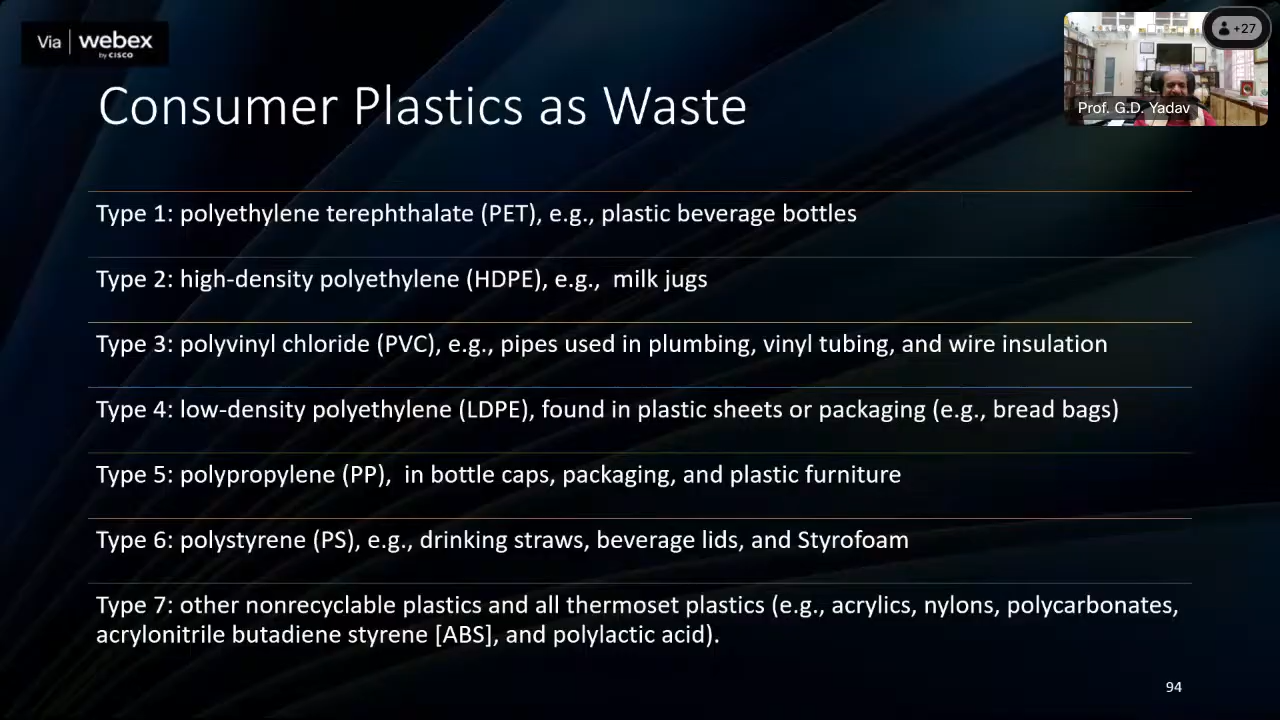 Via | webex
by CISCO
+27
Prof. G.D. Yadav
Consumer Plastics as Waste
Type 1: polyethylene terephthalate (PET), e.g., plastic beverage bottles
Type 2: high-density polyethylene (HDPE), e.g.,  milk jugs
Type 3: polyvinyl chloride (PVC), e.g., pipes used in plumbing, vinyl tubing, and wire insulation
Type 4: low-density polyethylene (LDPE), found in plastic sheets or packaging (e.g., bread bags)
Type 5: polypropylene (PP),  in bottle caps, packaging, and plastic furniture
Type 6: polystyrene (PS), e.g., drinking straws, beverage lids, and Styrofoam
Type 7: other nonrecyclable plastics and all thermoset plastics (e.g., acrylics, nylons, polycarbonates,
acrylonitrile butadiene styrene [ABS], and polylactic acid).
94